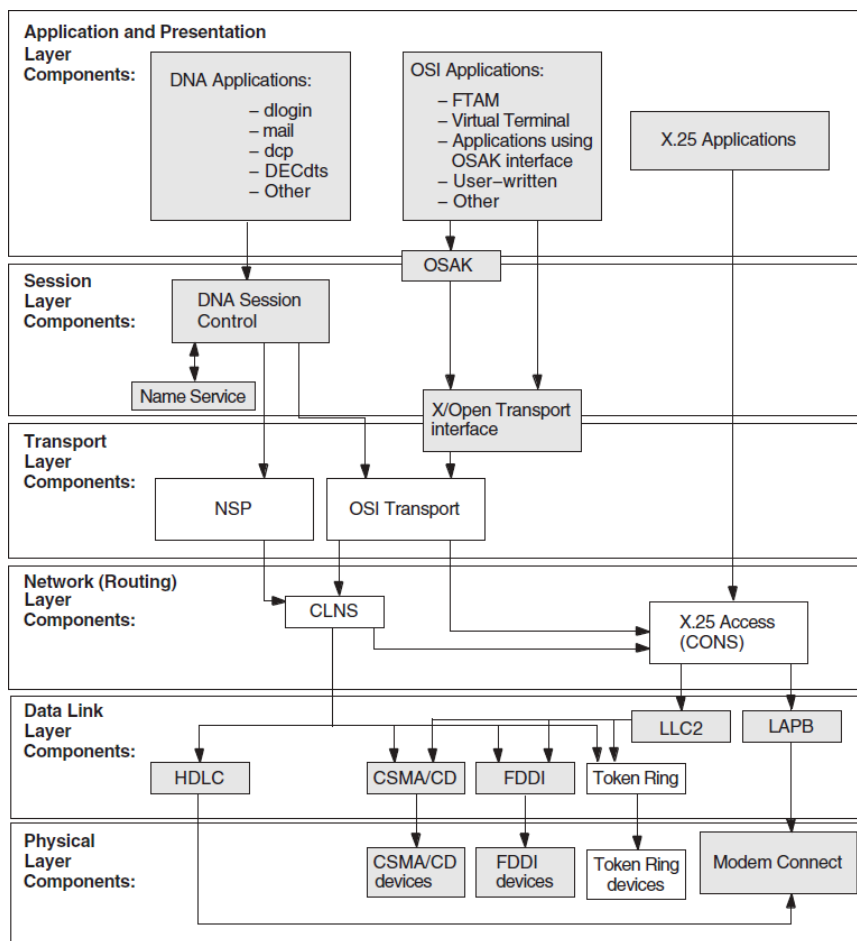 Application and Presentation
Layer
Components:
DNA Applications:
– dlogin
– mail
– dcp
– DECdts
– Other
OSI Applications:
– FTAM
– Virtual Terminal
– Applications using
OSAK interface
– User–written
– Other
X.25 Applications
OSAK
Session
Layer
Components:
DNA Session
Control
Name Service
X/Open Transport
interface
Transport
Layer
Components:
NSP
OSI Transport
Network (Routing)
Layer
Components:
CLNS
X.25 Access
(CONS)
Data Link
Layer
Components:
LLC2
LAPB
HDLC
CSMA/CD
FDDI
Token Ring
Physical
Layer
Components:
CSMA/CD
devices
FDDI
devices
Token Ring
devices
Modem Connect